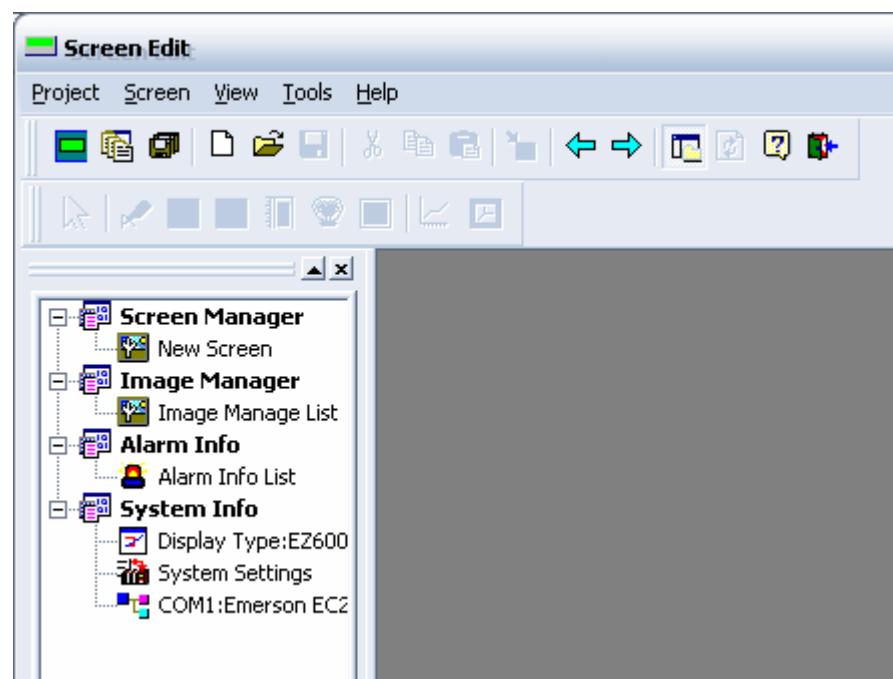 Screen Edit
Project Screen View Tools Help
Screen Manager
New Screen
Image Manager
Image Manage List
Alarm Info
Alarm Info List
System Info
Display Type:EZ600
System Settings
COM1:Emerson EC2